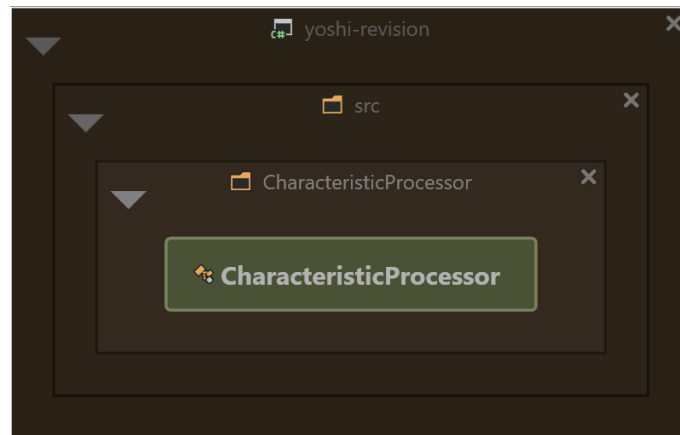 C# yoshi-revision
src
CharacteristicProcessor
CharacteristicProcessor